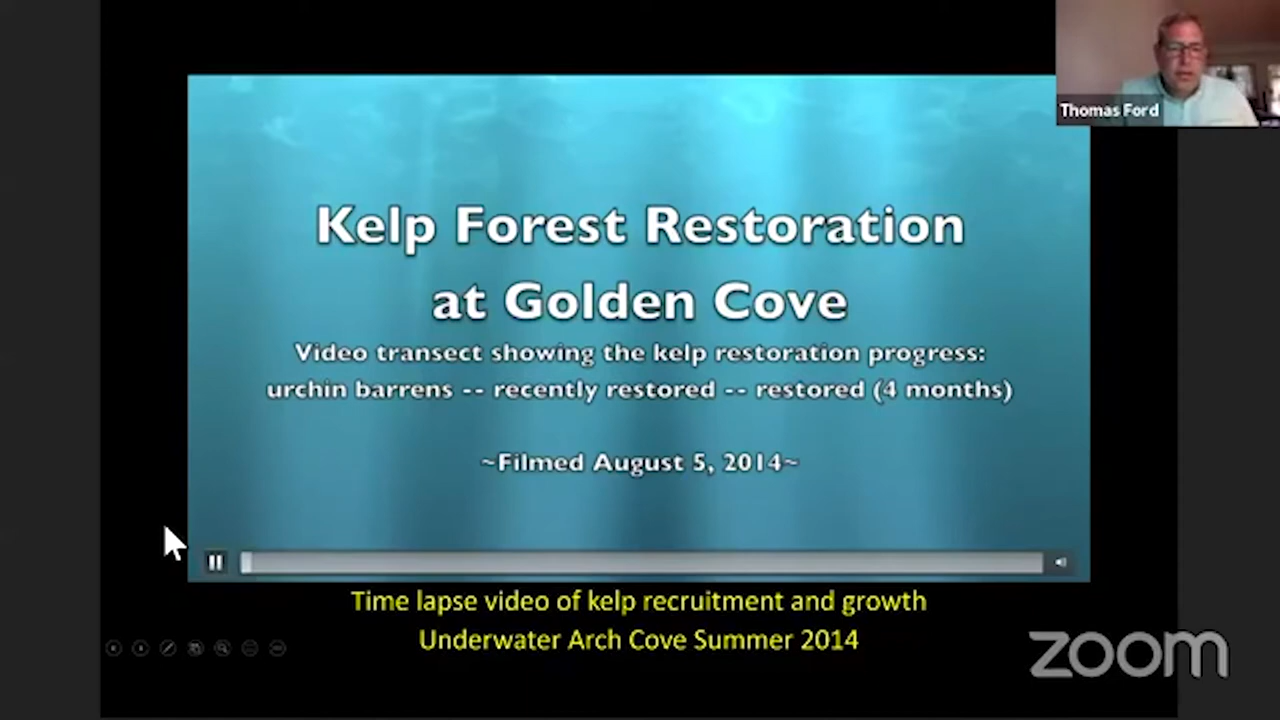 Thomas Ford
Kelp Forest Restoration
at Golden Cove
Video transect showing the kelp restoration progress:
urchin barrens -- recently restored -- restored (4 months)
~Filmed August 5, 2014~
Time lapse video of kelp recruitment and growth
Underwater Arch Cove Summer 2014
zoom